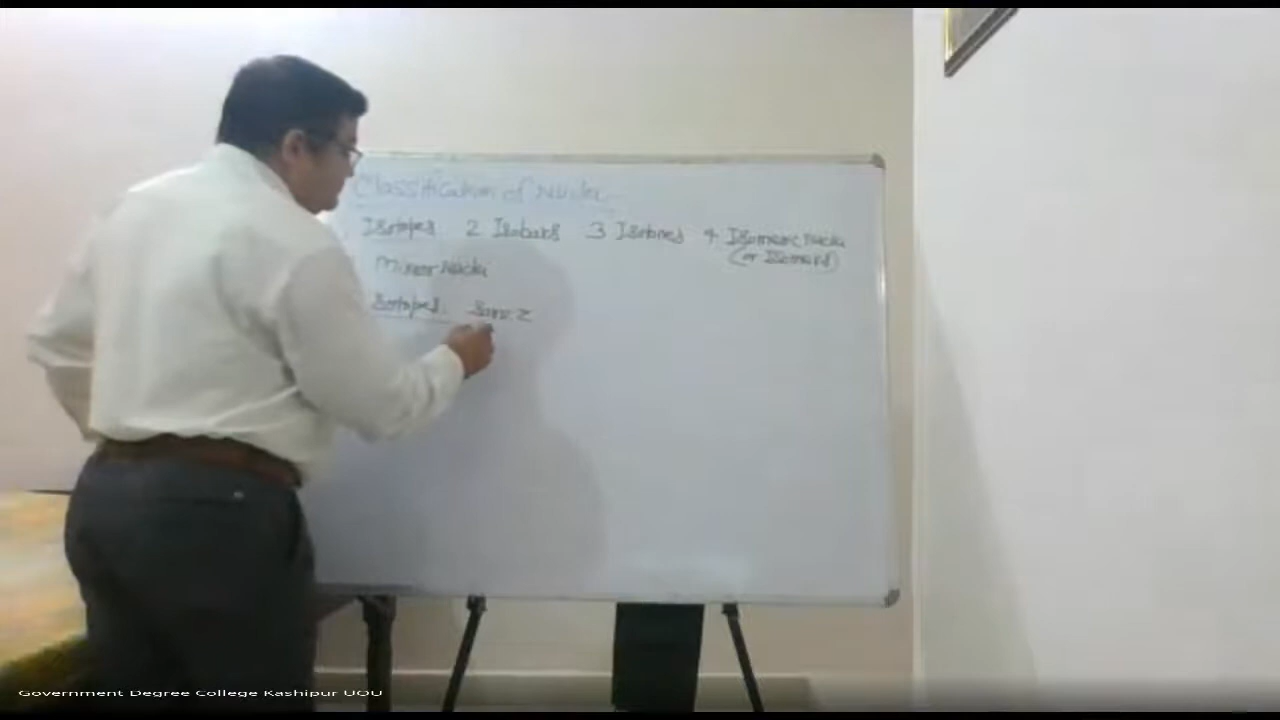 Classification of Nuclei
Isotopes 2 Isobars 3 Isotones 4 Isomeric Nuclei
(or Isomers)
Mirror Nuclei
Isotopes: Same Z
Government Degree College Kashipur UOU